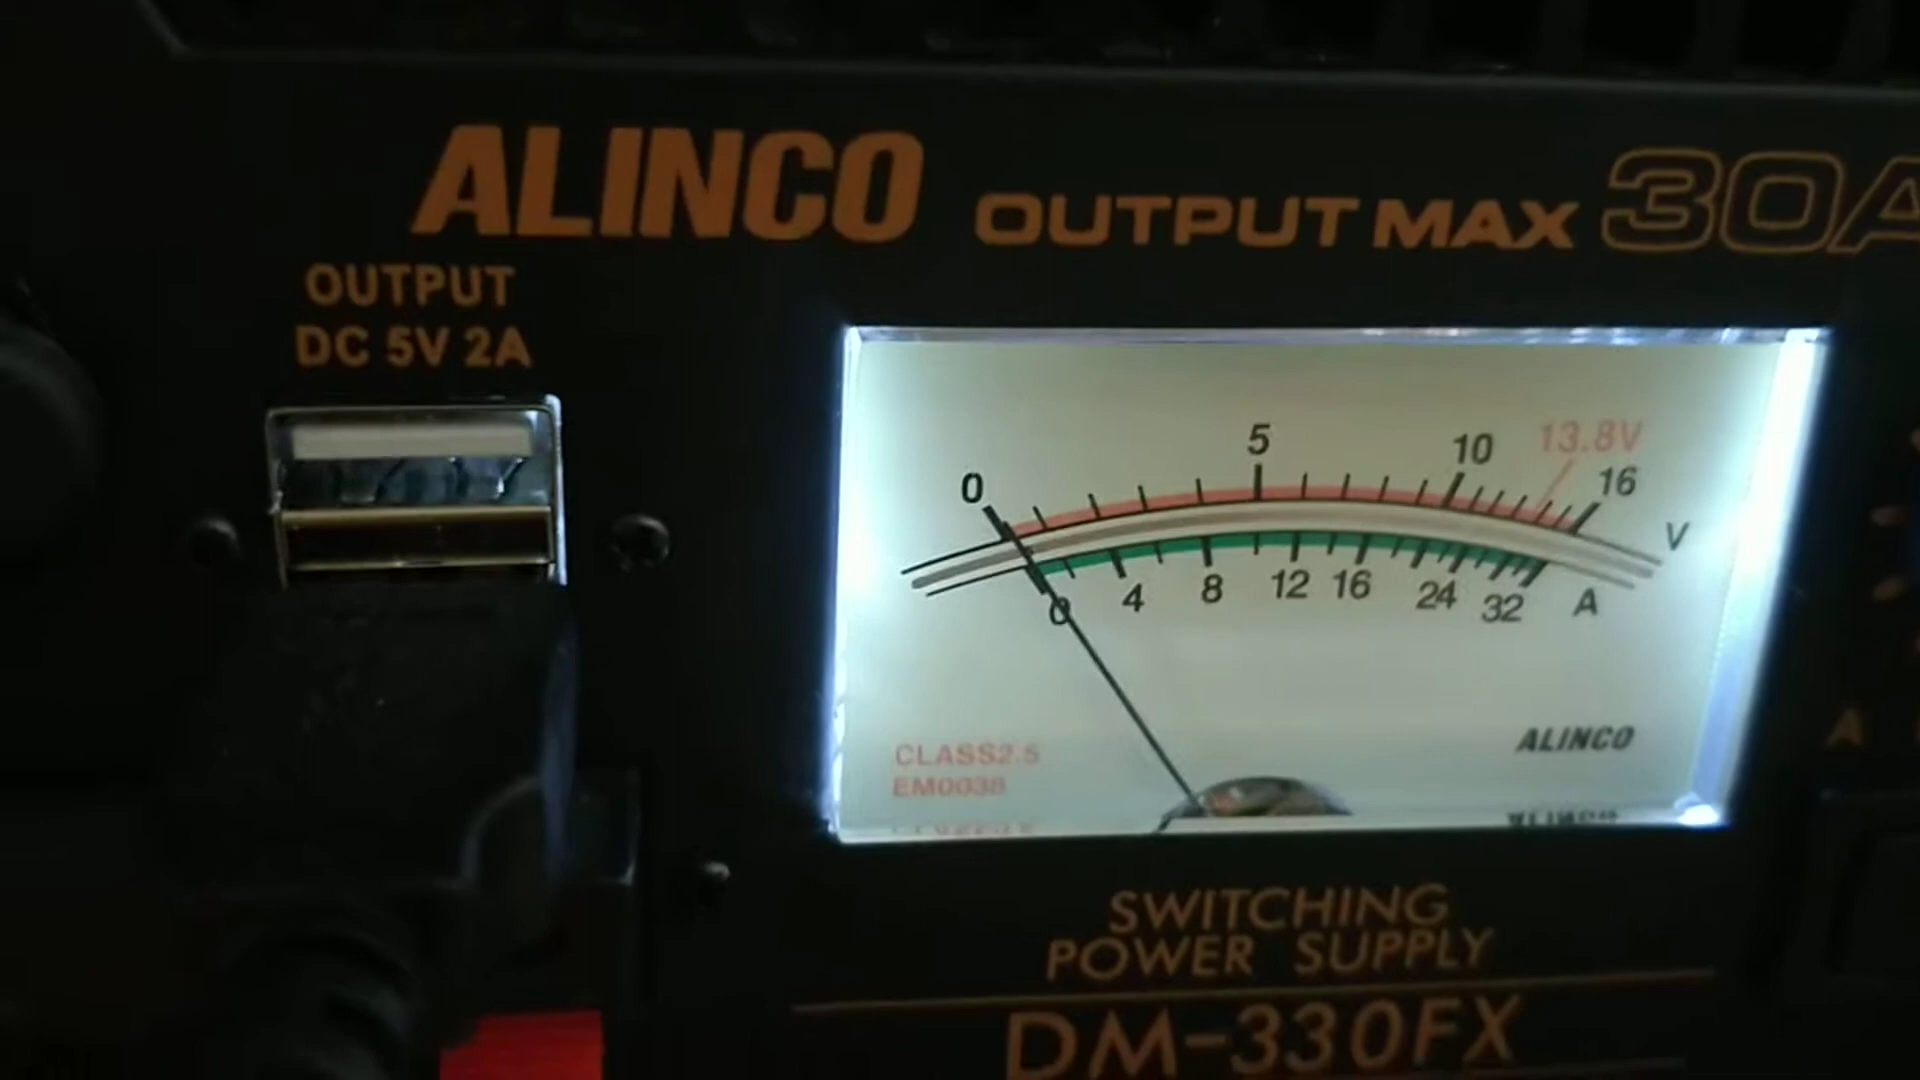 ALINCO
OUTPUT MAX 30A
OUTPUT
DC 5V 2A
0 5 10 13.8V 16 V
0 4 8 12 16 24 32 A
CLASS2.5
EM0038
ALINCO
SWITCHING
POWER SUPPLY
DM-330FX